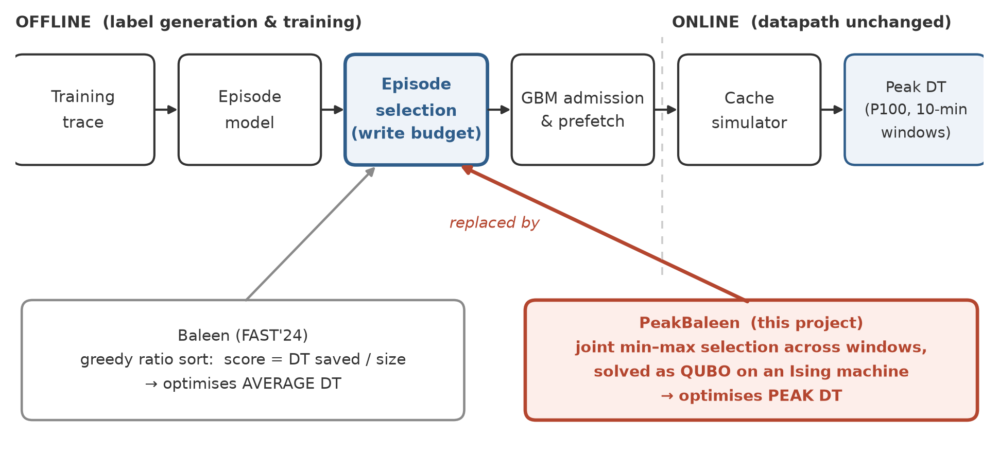 OFFLINE  (label generation & training)
ONLINE  (datapath unchanged)
Training
trace
Episode
model
Episode
selection
(write budget)
GBM admission
& prefetch
Cache
simulator
Peak DT
(P100, 10-min
windows)
replaced by
Baleen (FAST'24)
greedy ratio sort:  score = DT saved / size
→ optimises AVERAGE DT
PeakBaleen  (this project)
joint min–max selection across windows,
solved as QUBO on an Ising machine
→ optimises PEAK DT